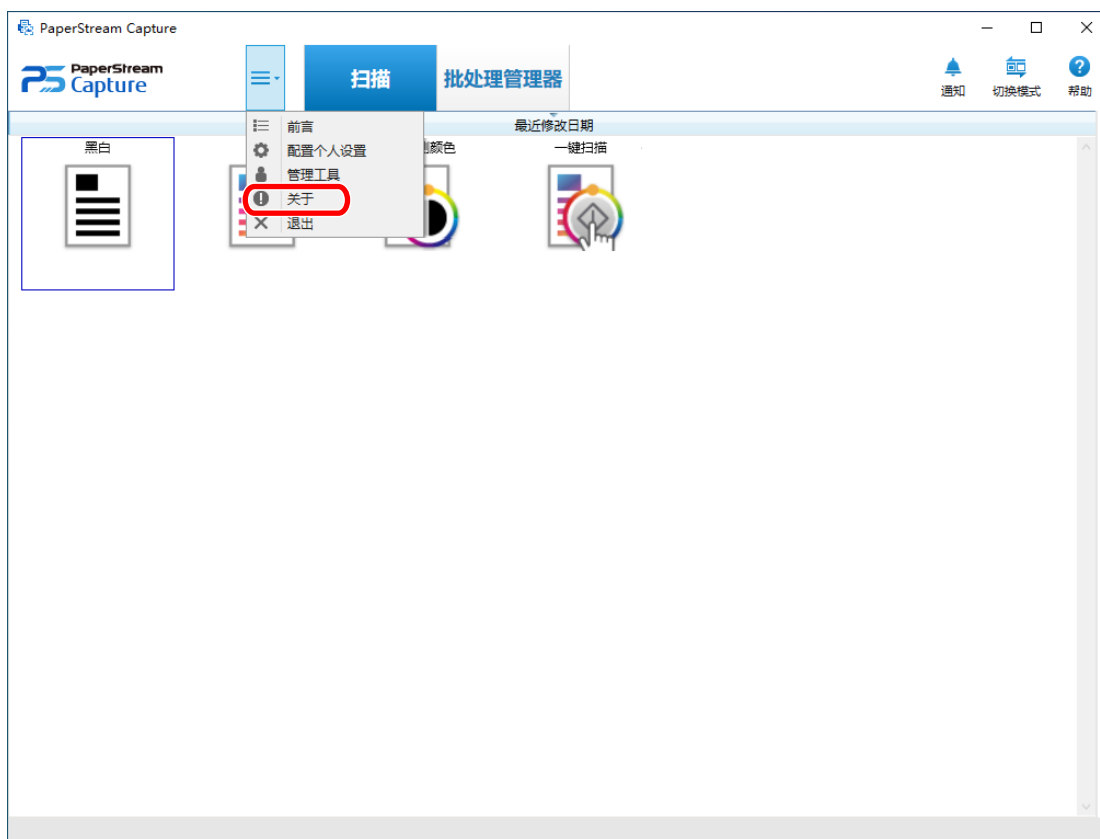 PaperStream Capture
PaperStream
Capture
扫描
批处理管理器
通知
切换模式
帮助
最近修改日期
前言
配置个人设置
管理工具
关于
退出
黑白
颜色
一键扫描